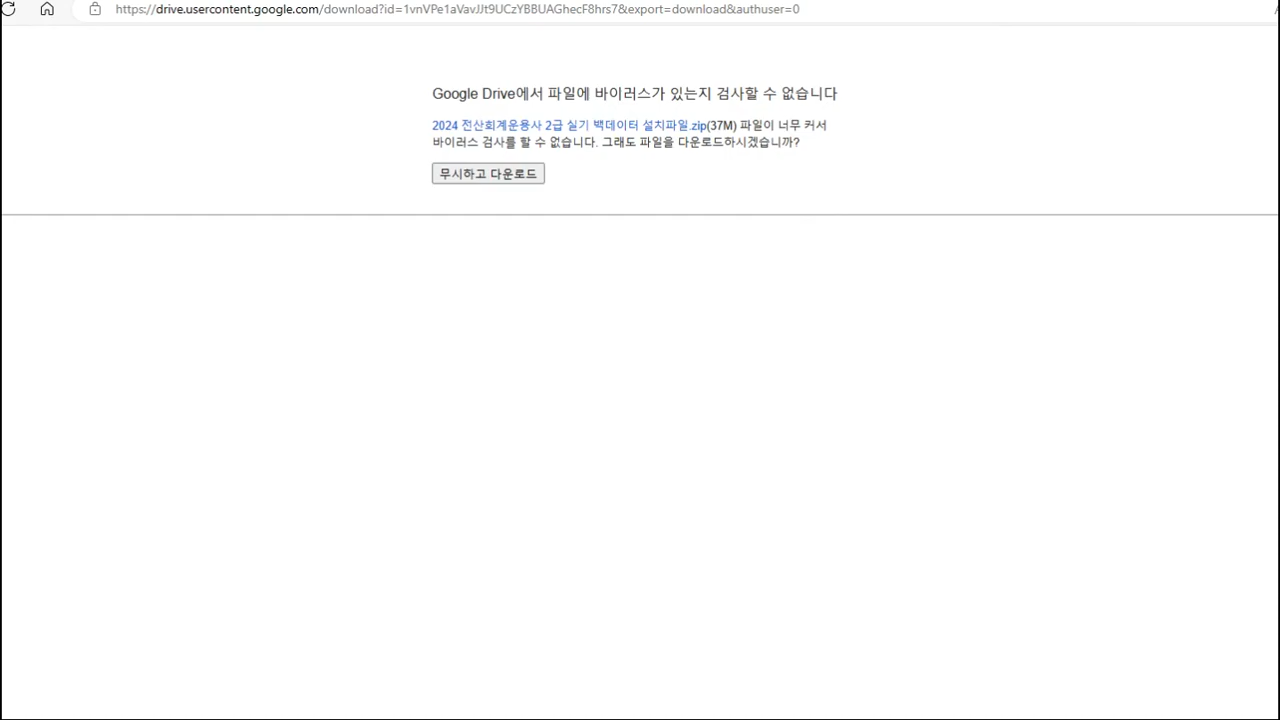 https://drive.usercontent.google.com/download?id=1vnVPe1aVavJJt9UCzYBBUAGhecF8hrs7&export=download&authuser=0
Google Drive에서 파일에 바이러스가 있는지 검사할 수 없습니다
2024 전산회계운용사 2급 실기 백데이터 설치파일.zip(37M) 파일이 너무 커서
바이러스 검사를 할 수 없습니다. 그래도 파일을 다운로드하시겠습니까?
무시하고 다운로드